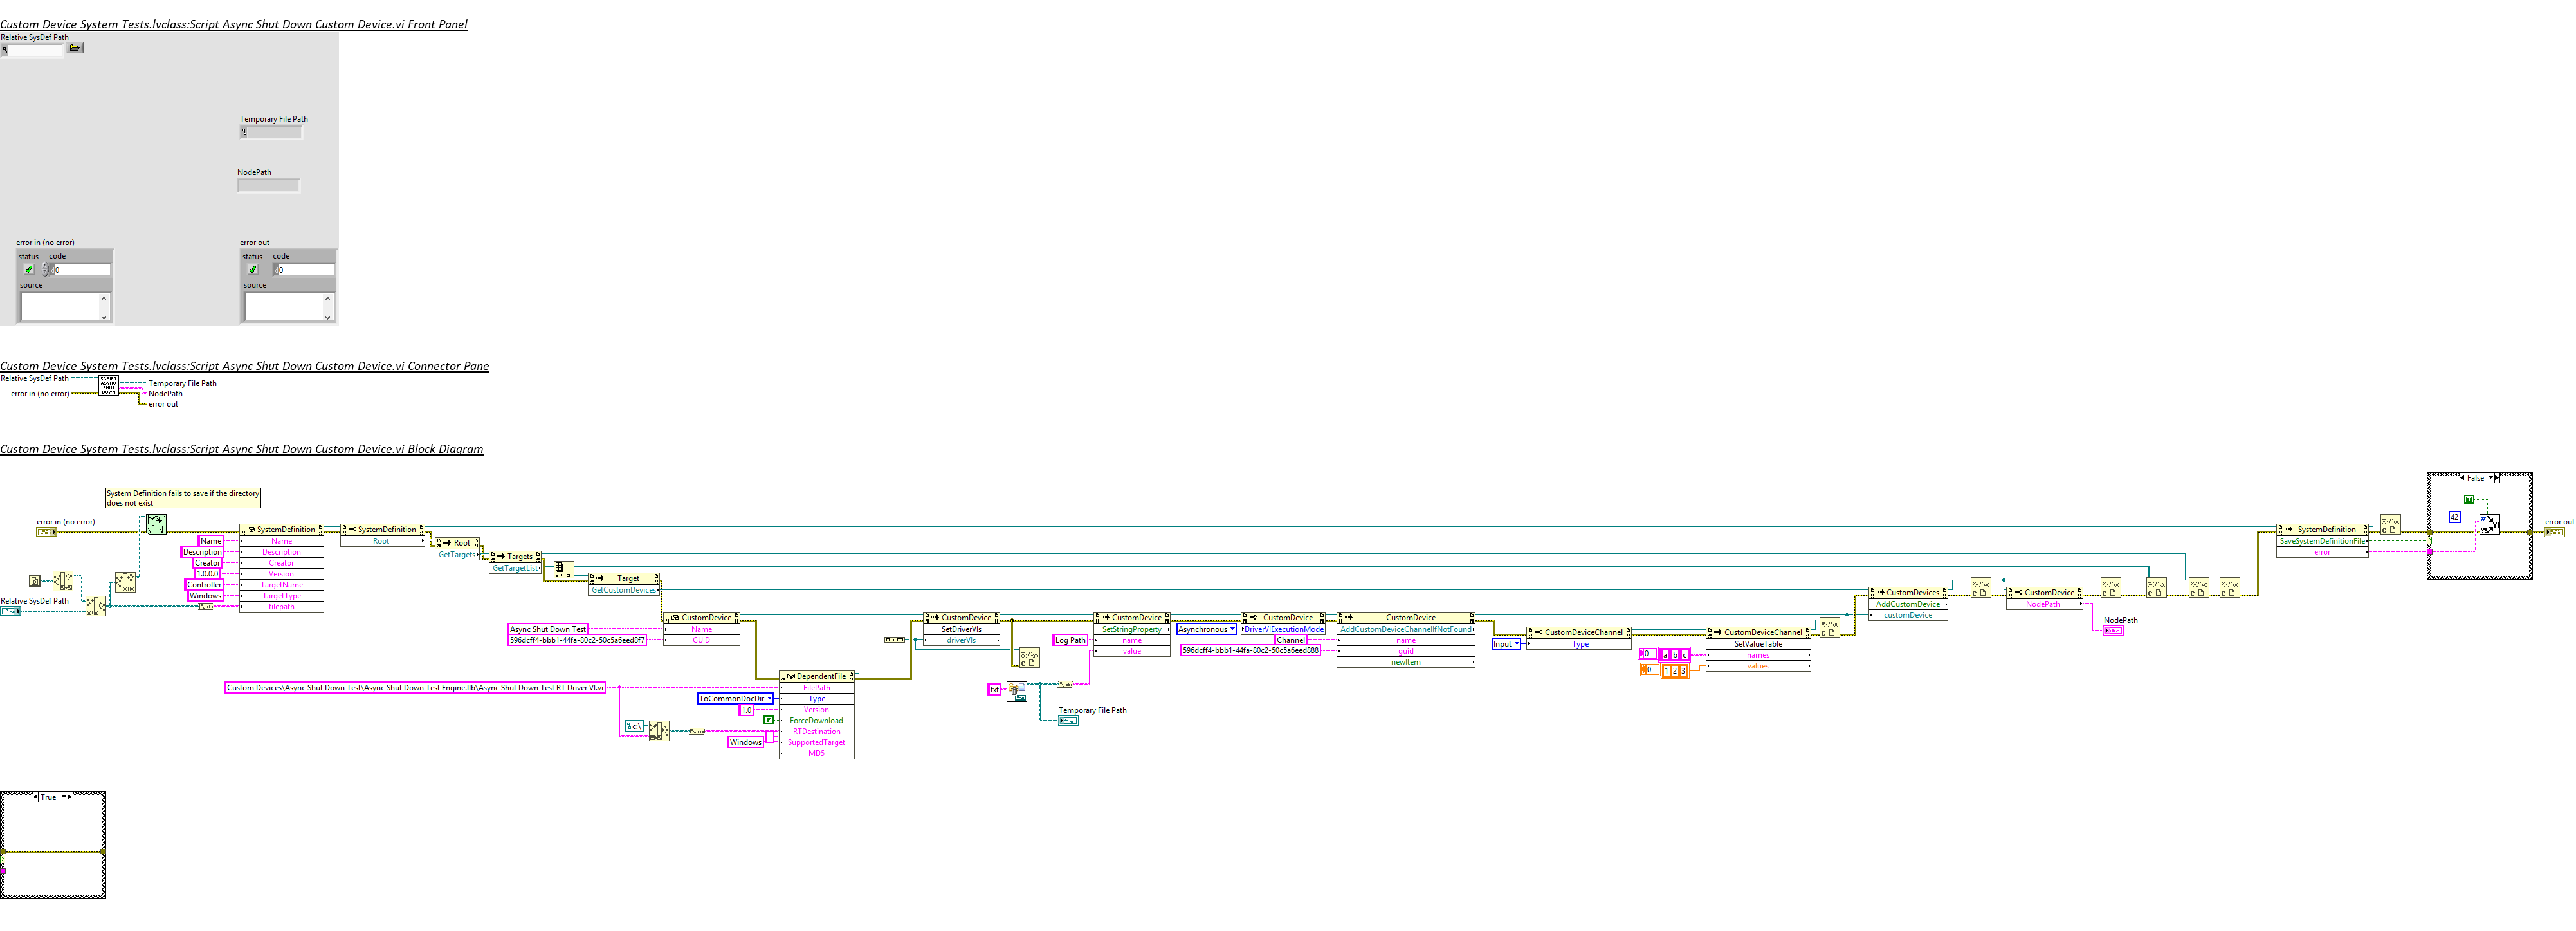 Custom Device System Tests.lvclass:Script Async Shut Down Custom Device.vi Front Panel
Relative SysDef Path
Temporary File Path
NodePath
error in (no error)
status code
0
source
error out
status code
0
source
Custom Device System Tests.lvclass:Script Async Shut Down Custom Device.vi Connector Pane
Relative SysDef Path
error in (no error)
SCRIPT
ASYNC
SHUT
DOWN
Temporary File Path
NodePath
error out
Custom Device System Tests.lvclass:Script Async Shut Down Custom Device.vi Block Diagram
System Definition fails to save if the directory
does not exist
error in (no error)
Relative SysDef Path
Name
Description
Creator
1.0.0.0
Controller
Windows
SystemDefinition
Name
Description
Creator
Version
TargetName
TargetType
filepath
SystemDefinition
Root
Root
GetTargets
Targets
GetTargetList
Target
GetCustomDevices
Async Shut Down Test
596dcff4-bbb1-44fa-80c2-50c5a6eed8f7
CustomDevice
Name
GUID
Custom Devices\Async Shut Down Test\Async Shut Down Test Engine.llb\Async Shut Down Test RT Driver VI.vi
c:\
ToCommonDocDir
1.0
F
Windows
DependentFile
FilePath
Type
Version
ForceDownload
RTDestination
SupportedTarget
MD5
CustomDevice
SetDriverVIs
driverVIs
txt
Temporary File Path
Log Path
CustomDevice
SetStringProperty
name
value
Asynchronous
CustomDevice
DriverVIExecutionMode
Channel
596dcff4-bbb1-44fa-80c2-50c5a6eed888
CustomDevice
AddCustomDeviceChannelIfNotFound
name
guid
newItem
Input
CustomDeviceChannel
Type
0 a b c
0 1 2 3
CustomDeviceChannel
SetValueTable
names
values
CustomDevices
AddCustomDevice
customDevice
CustomDevice
NodePath
NodePath
SystemDefinition
SaveSystemDefinitionFile
error
False
42
error out
True